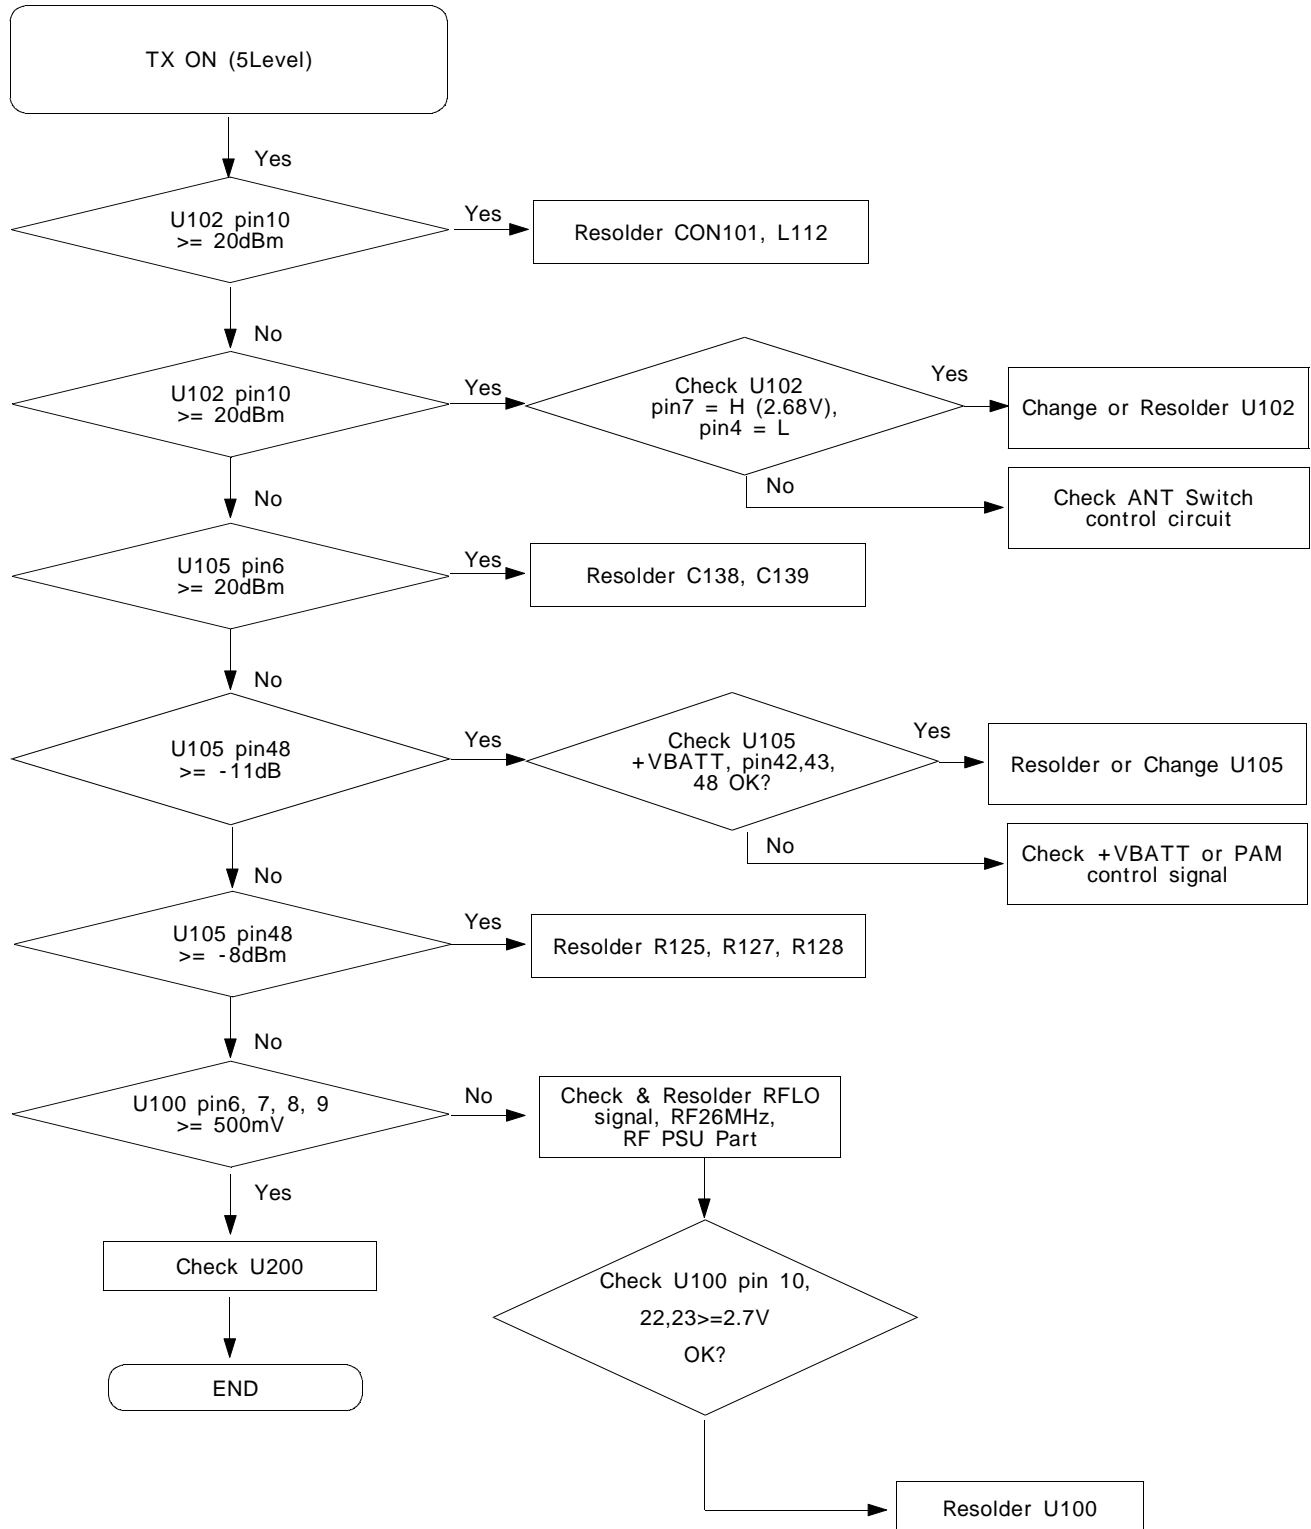 TX ON (5Level)
Yes
U102 pin10
>= 20dBm
Yes
Resolder CON101, L112
No
U102 pin10
>= 20dBm
Yes
Check U102
pin7 = H (2.68V),
pin4 = L
Yes
Change or Resolder U102
No
Check ANT Switch
control circuit
No
U105 pin6
>= 20dBm
Yes
Resolder C138, C139
No
U105 pin48
>= -11dB
Yes
Check U105
+VBATT, pin42,43,
48 OK?
Yes
Resolder or Change U105
No
Check +VBATT or PAM
control signal
No
U105 pin48
>= -8dBm
Yes
Resolder R125, R127, R128
No
U100 pin6, 7, 8, 9
>= 500mV
No
Check & Resolder RFLO
signal, RF26MHz,
RF PSU Part
Yes
Check U200
Check U100 pin 10,
22,23>=2.7V
OK?
END
Resolder U100